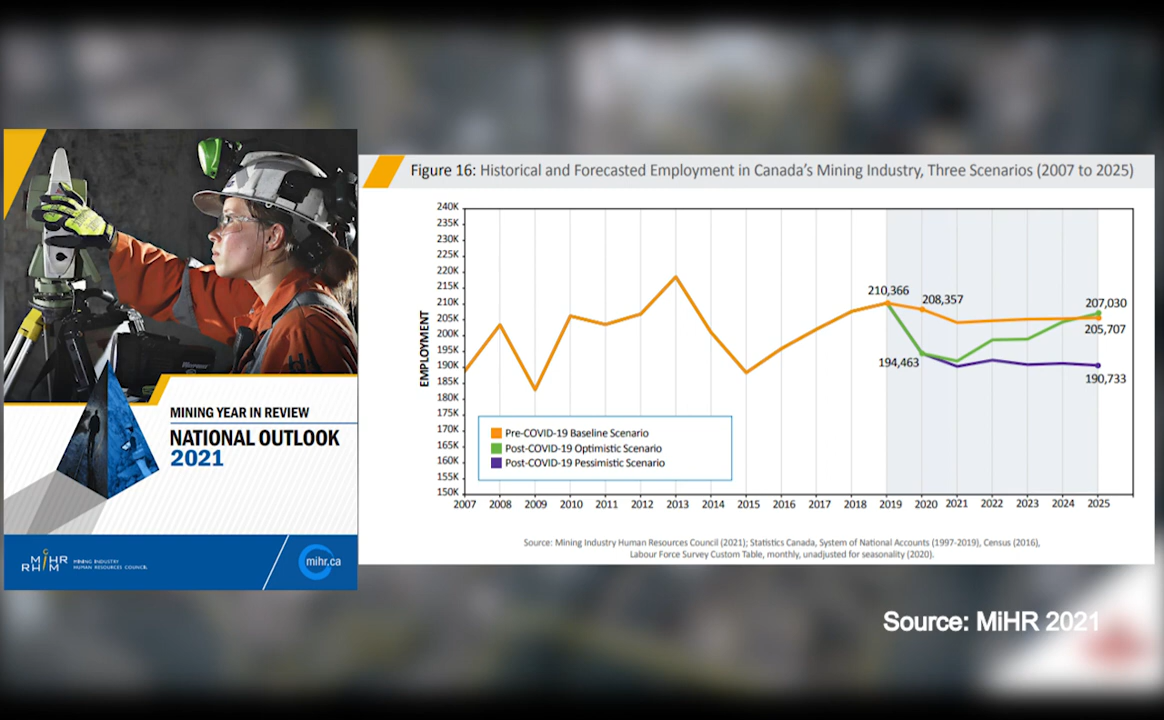 MINING YEAR IN REVIEW
NATIONAL OUTLOOK
2021
MiHR
RHiM
MINING INDUSTRY
HUMAN RESOURCES COUNCIL
mihr.ca
Figure 16: Historical and Forecasted Employment in Canada's Mining Industry, Three Scenarios (2007 to 2025)
EMPLOYMENT
240K
235K
230K
225K
220K
215K
210K
205K
200K
195K
190K
185K
180K
175K
170K
165K
160K
155K
150K
210,366
208,357
207,030
205,707
194,463
190,733
Pre-COVID-19 Baseline Scenario
Post-COVID-19 Optimistic Scenario
Post-COVID-19 Pessimistic Scenario
2007 2008 2009 2010 2011 2012 2013 2014 2015 2016 2017 2018 2019 2020 2021 2022 2023 2024 2025
Source: Mining Industry Human Resources Council (2021); Statistics Canada, System of National Accounts (1997-2019), Census (2016),
Labour Force Survey Custom Table, monthly, unadjusted for seasonality (2020).
Source: MiHR 2021